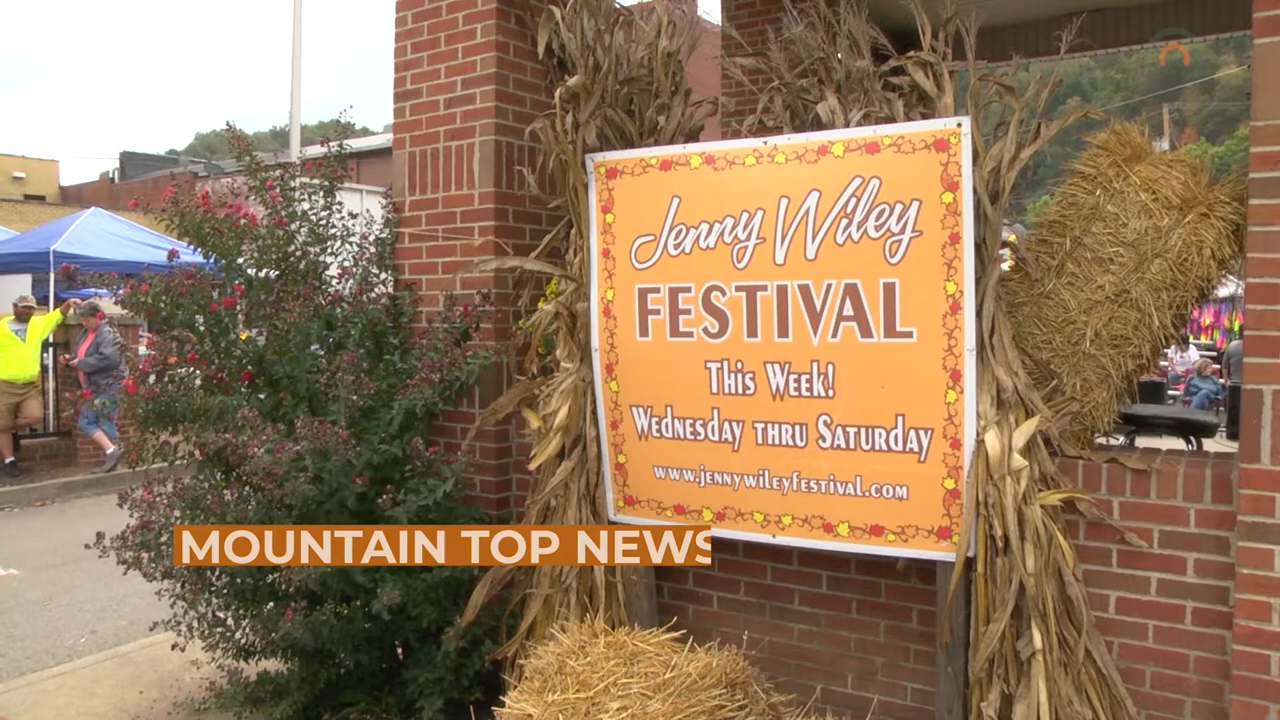 Jenny Wiley
FESTIVAL
This Week!
Wednesday thru Saturday
www.jennywileyfestival.com
MOUNTAIN TOP NEWS